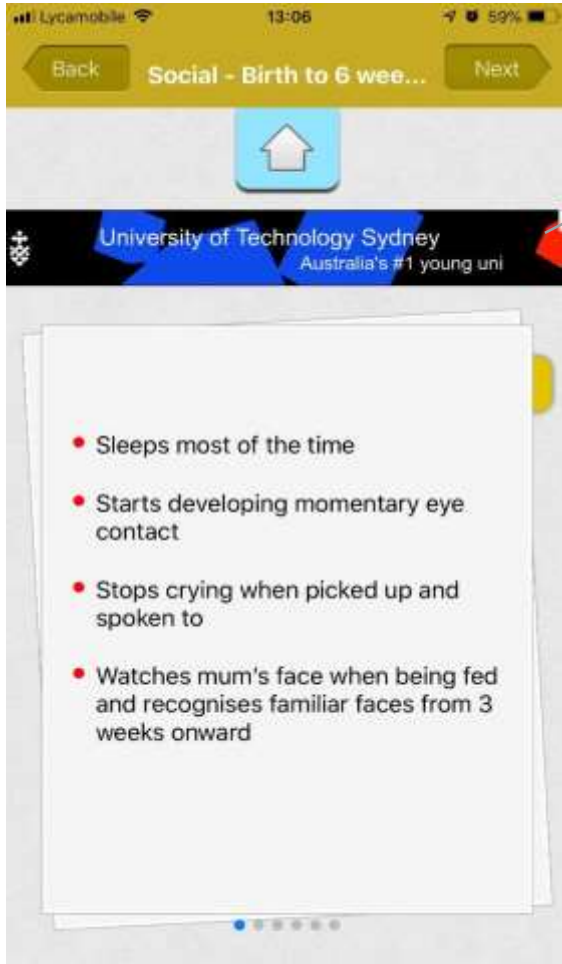 Lycamobile 13:06 59%
Back Social - Birth to 6 wee... Next
University of Technology Sydney
Australia's #1 young uni
Sleeps most of the time
Starts developing momentary eye
contact
Stops crying when picked up and
spoken to
Watches mum's face when being fed
and recognises familiar faces from 3
weeks onward